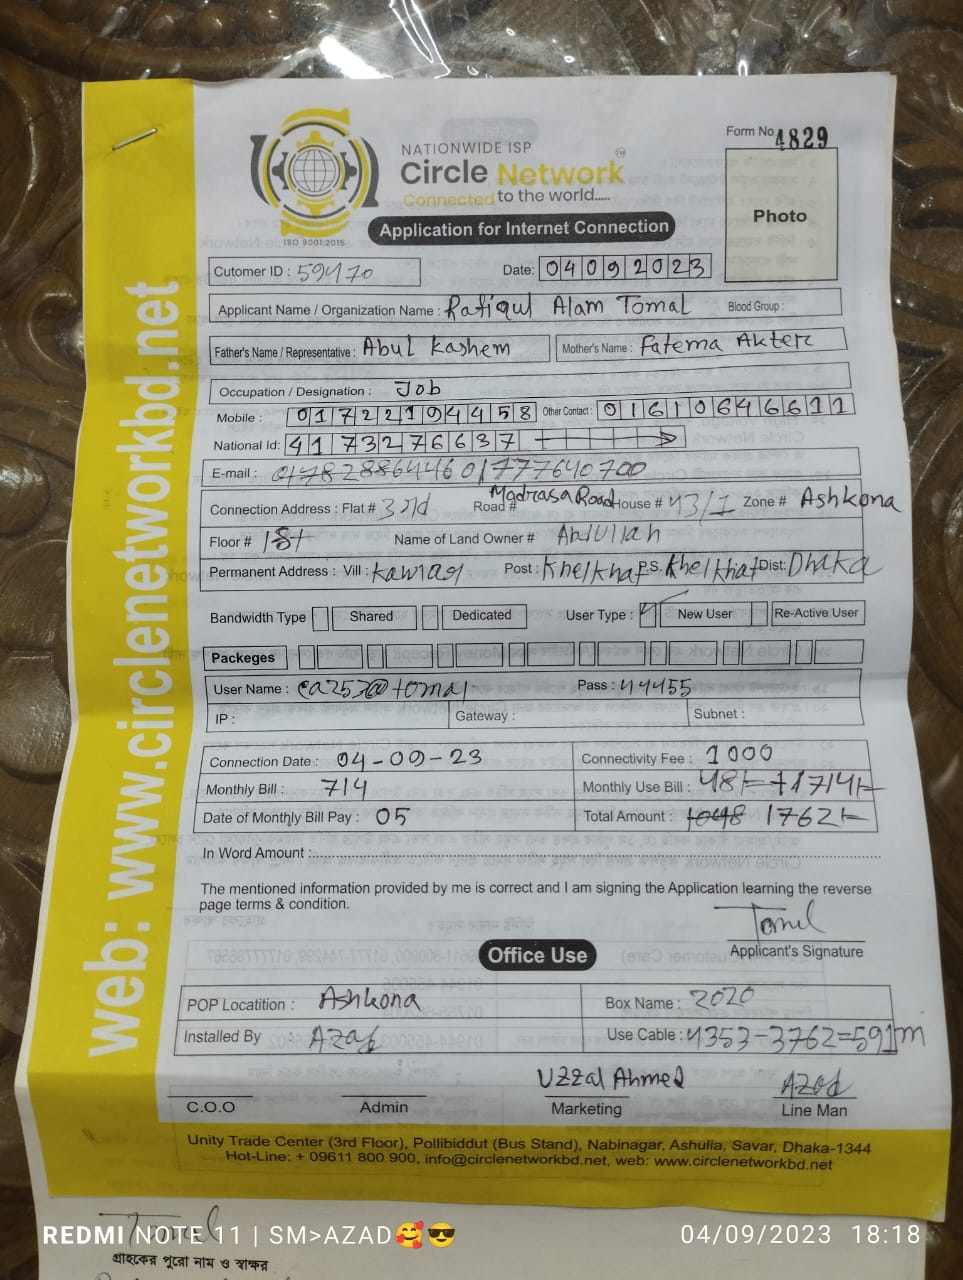 Form No 4829
NATIONWIDE ISP
Circle Network TM
Connected to the world.....
ISO 9001:2015
Application for Internet Connection
Photo
Cutomer ID : 59470 Date: 04092023
Applicant Name / Organization Name : Rafiqul Alam Tomal Blood Group :
Father's Name / Representative : Abul Kashem Mother's Name : Fatema Akter
Occupation / Designation : Job
Mobile : 01722194458 Other Contact : 01610646611
National Id: 4173276637
E-mail : 01777640700
Connection Address : Flat # 3rd Road # Madrasa Road House # 43/1 Zone # Ashkona
Floor # 1st Name of Land Owner # Abdullah
Permanent Address : Vill : Post : Khelkhat P.S. Khelkhat Dist: Dhaka
Bandwidth Type Shared Dedicated User Type : New User Re-Active User
Packeges
User Name : @tomal Pass : 44455
IP : Gateway : Subnet :
Connection Date : 04-09-23 Connectivity Fee : 1000
Monthly Bill : 714 Monthly Use Bill : 48/- +714/-
Date of Monthly Bill Pay : 05 Total Amount : 1048 1762/-
In Word Amount :
The mentioned information provided by me is correct and I am signing the Application learning the reverse
page terms & condition.
Tomal
Applicant's Signature
Office Use
POP Locatition : Ashkona Box Name : 2020
Installed By : Azad Use Cable : 4353-3762=591m
Uzzal Ahmed Azad
C.O.O Admin Marketing Line Man
Unity Trade Center (3rd Floor), Pollibiddut (Bus Stand), Nabinagar, Ashulia, Savar, Dhaka-1344
Hot-Line: + 09611 800 900, info@circlenetworkbd.net, web: www.circlenetworkbd.net
web: www.circlenetworkbd.net
REDMI NOTE 11 | SM>AZAD🥰😎 04/09/2023 18:18
গ্রাহকের পুরো নাম ও স্বাক্ষর